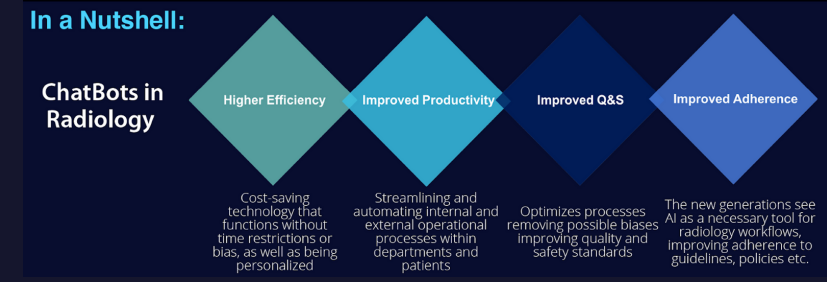 In a Nutshell:
ChatBots in
Radiology
Higher Efficiency
Improved Productivity
Improved Q&S
Improved Adherence
Cost-saving
technology that
functions without
time restrictions or
bias, as well as being
personalized
Streamlining and
automating internal and
external operational
processes within
departments and
patients
Optimizes processes
removing possible biases
improving quality and
safety standards
The new generations see
AI as a necessary tool for
radiology workflows,
improving adherence to
guidelines, policies etc.